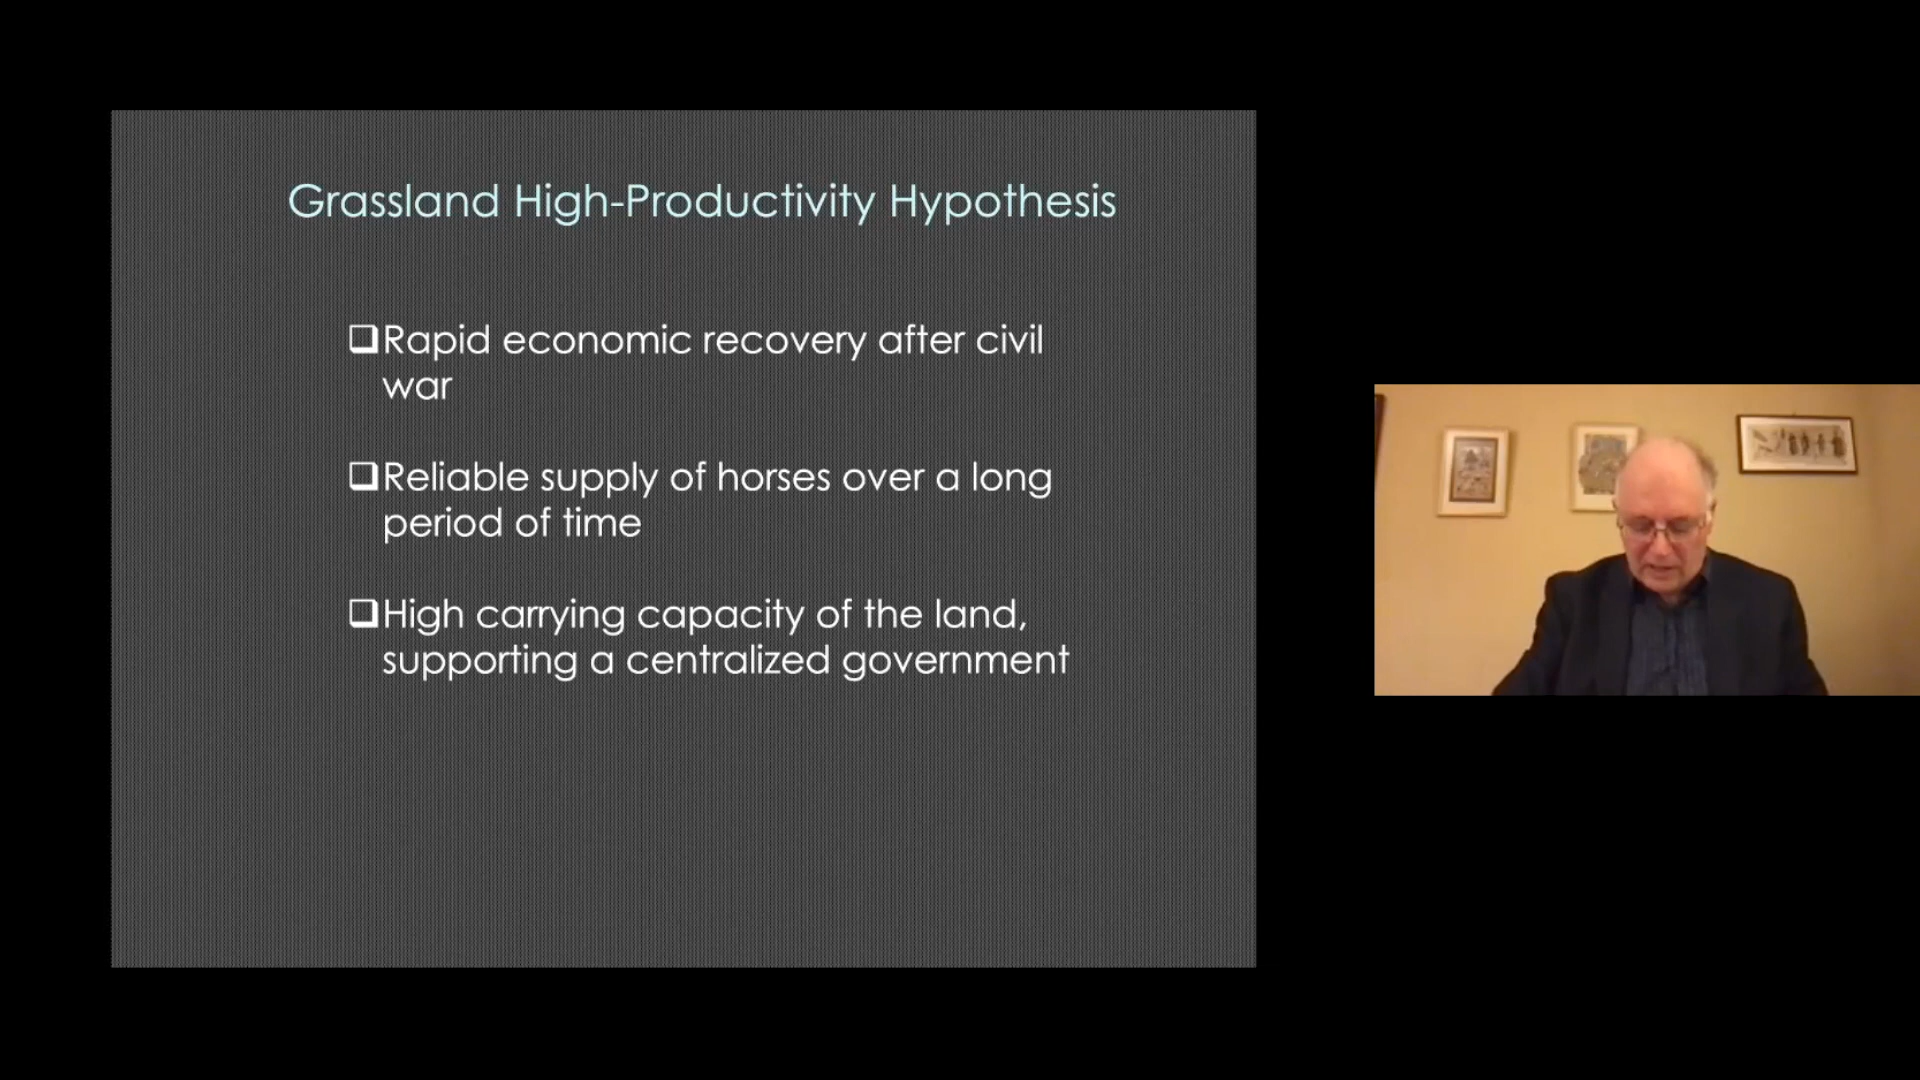 Grassland High-Productivity Hypothesis
❑Rapid economic recovery after civil
war
❑Reliable supply of horses over a long
period of time
❑High carrying capacity of the land,
supporting a centralized government